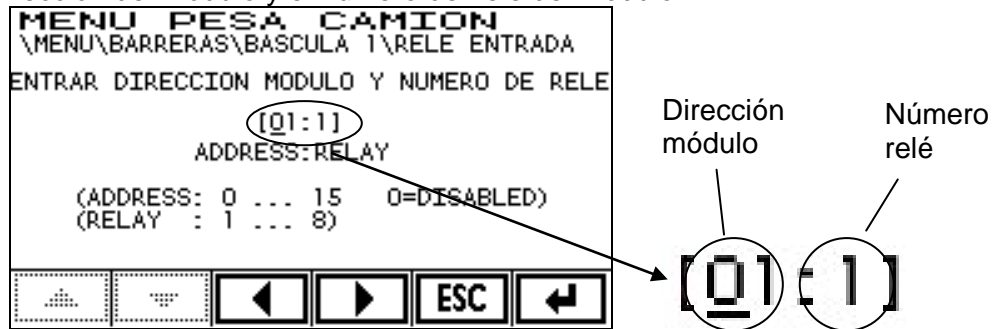 MENU PESA CAMION
\MENU\BARRERAS\BASCULA 1\RELE ENTRADA
ENTRAR DIRECCION MODULO Y NUMERO DE RELE
[01:1]
ADDRESS:RELAY
(ADDRESS: 0 ... 15 0=DISABLED)
(RELAY : 1 ... 8)
ESC
Dirección
módulo
Número
relé
[01:1]